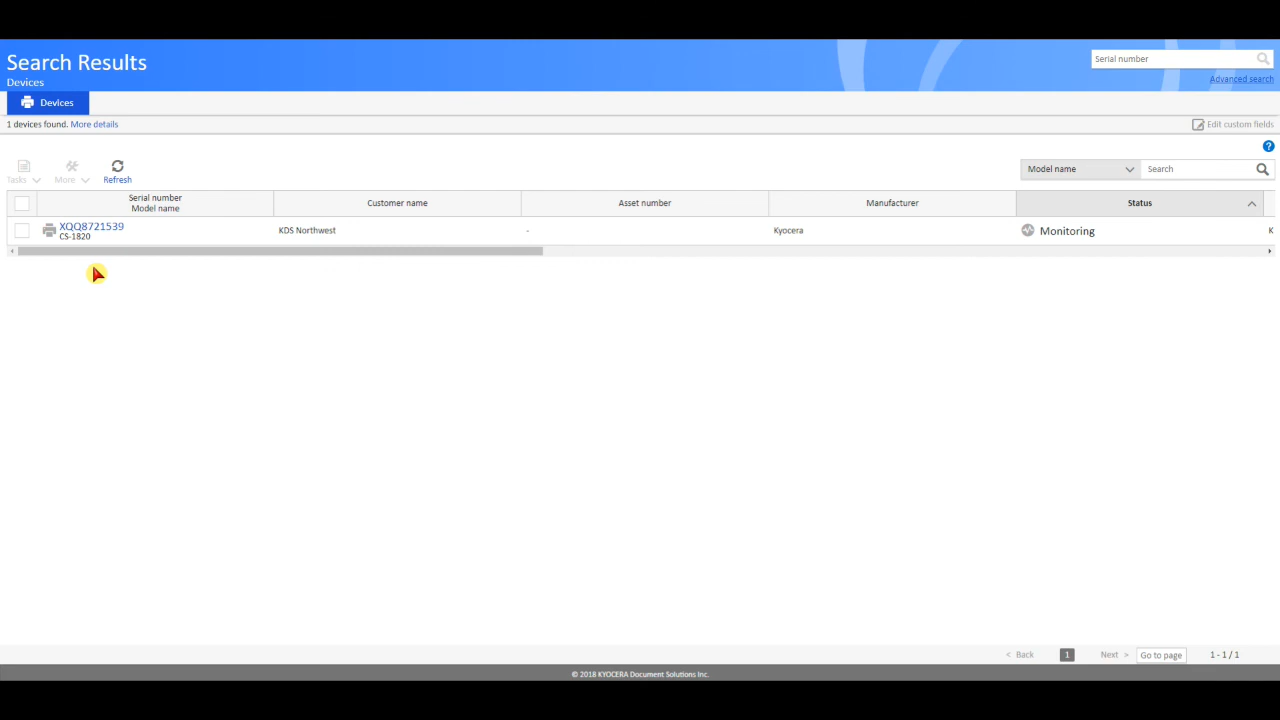 Search Results
Devices
Serial number
Advanced search
Devices
1 devices found. More details
Edit custom fields
?
Tasks
More
Refresh
Model name
Search
Serial number
Model name
Customer name
Asset number
Manufacturer
Status
XQQ8721539
CS-1820
KDS Northwest
-
Kyocera
Monitoring
K
< Back
1
Next >
Go to page
1 - 1 / 1
© 2018 KYOCERA Document Solutions Inc.